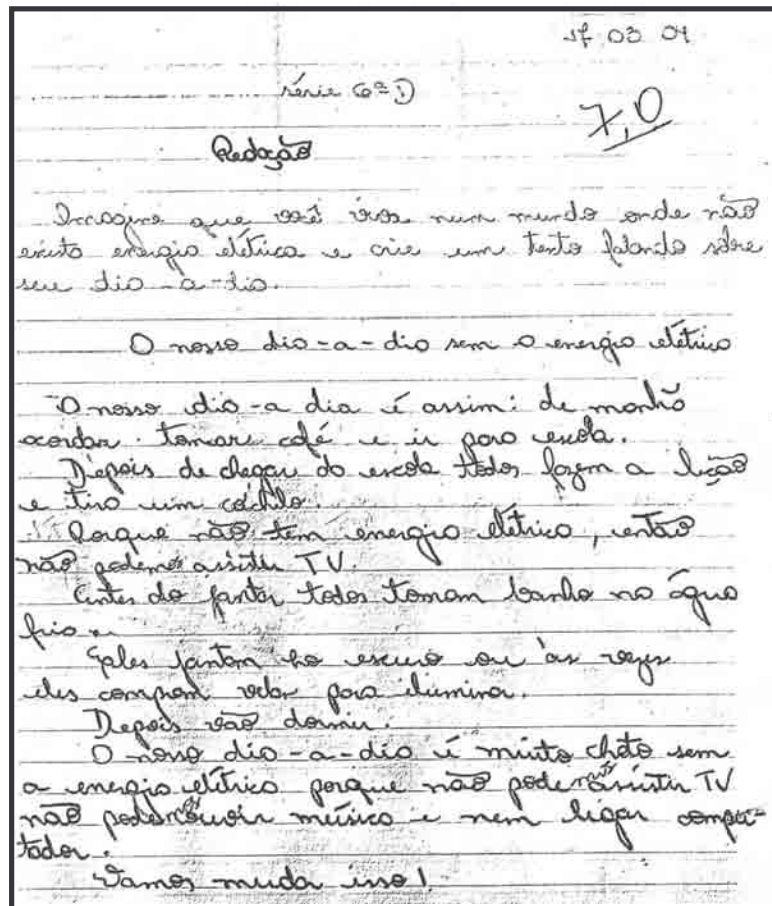 17 03 04
série 6ª D
7,0
Redação
Imagine que você viva num mundo onde não
exista energia elétrica e crie um texto falando sobre
seu dia-a-dia.
O nosso dia-a-dia sem a energia elétrica
O nosso dia-a dia é assim: de manhã
acordar tomare café e ir para escola.
Depois de chegar da escola todos fazem a lição
e tira um cochilo.
Porque não tem energia elétrica, então
não podemos assistir TV.
Antes do jantar todos tomam banho na água
fria.
Eles jantam no escuro ou às vezes
eles compram velas para iluminar.
Depois vão dormir.
O nosso dia-a-dia é muito chato sem
a energia elétrica porque não podemos assistir TV
não podemos ouvir música e nem ligar compu-
tador.
Vamos mudar isso!